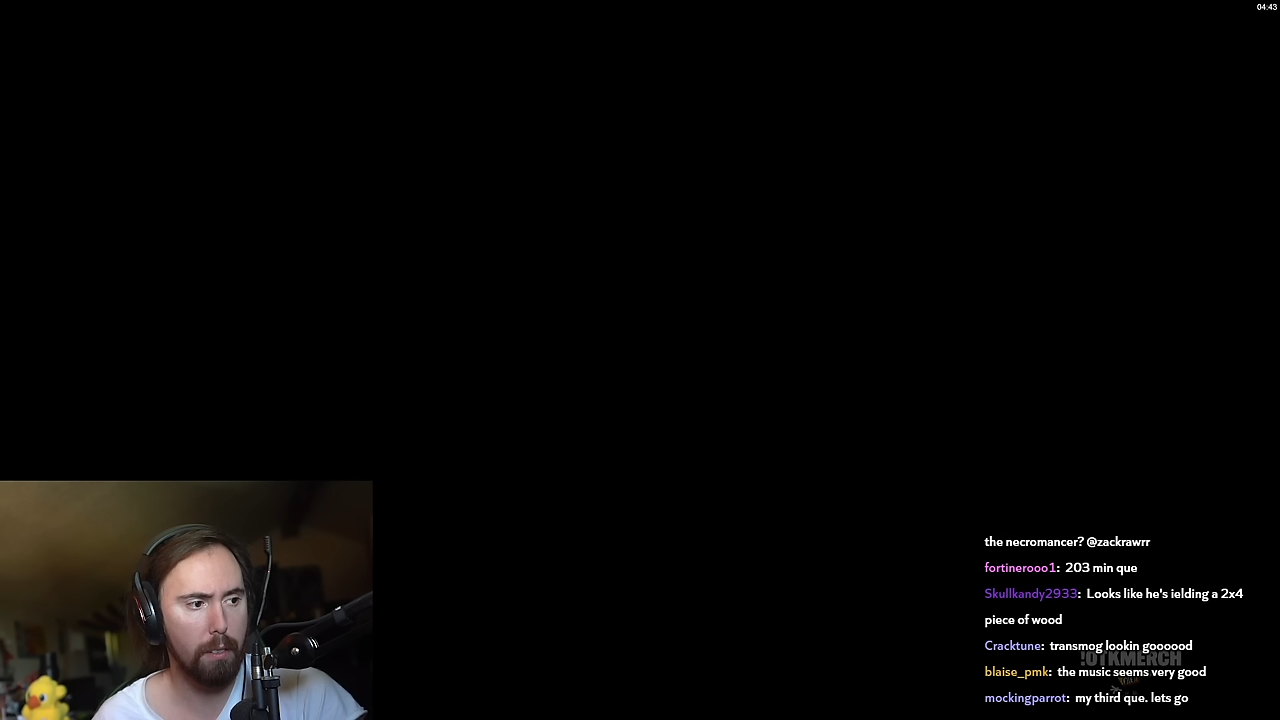 04:43
the necromancer? @zackrawrr
fortinerooo1: 203 min que
Skullkandy2933: Looks like he's ielding a 2x4
piece of wood
Cracktune: transmog lookin goooood
!OTKMERCH
blaise_pmk: the music seems very good
mockingparrot: my third que. lets go